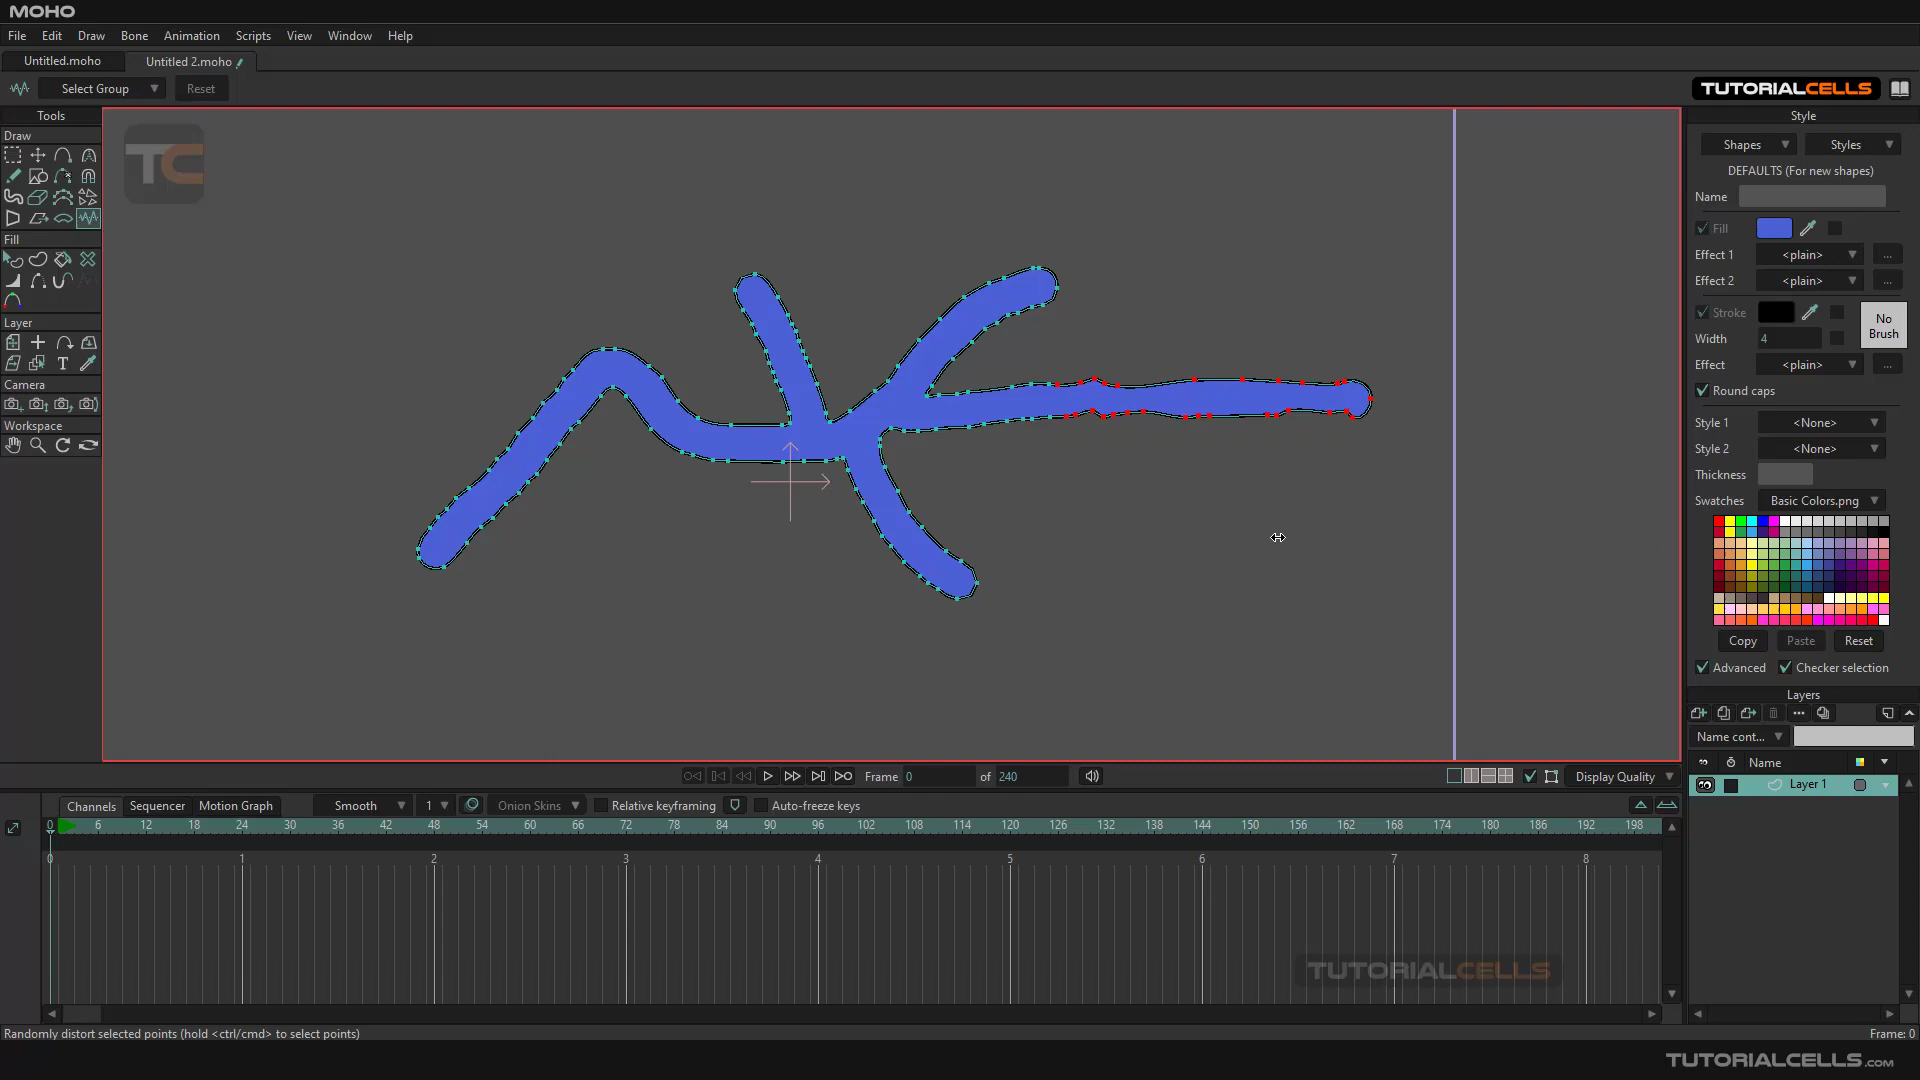 MOHO
File Edit Draw Bone Animation Scripts View Window Help
Untitled.moho Untitled 2.moho
Select Group Reset
TUTORIALCELLS
Tools
Style
TC
Draw
Shapes Styles
DEFAULTS (For new shapes)
Name
Fill
Fill
Effect 1 <plain> ...
Effect 2 <plain> ...
Stroke
No Brush
Width 4
Effect <plain> ...
Round caps
Layer
Camera
Workspace
Style 1 <None>
Style 2 <None>
Thickness
Swatches Basic Colors.png
Copy Paste Reset
Advanced Checker selection
Layers
Name cont...
Name
Layer 1
Frame 0 of 240
Display Quality
Channels Sequencer Motion Graph Smooth 1 Onion Skins Relative keyframing Auto-freeze keys
0 6 12 18 24 30 36 42 48 54 60 66 72 78 84 90 96 102 108 114 120 126 132 138 144 150 156 162 168 174 180 186 192 198
0 1 2 3 4 5 6 7 8
TUTORIALCELLS
Randomly distort selected points (hold <ctrl/cmd> to select points)
Frame: 0
TUTORIALCELLS.COM